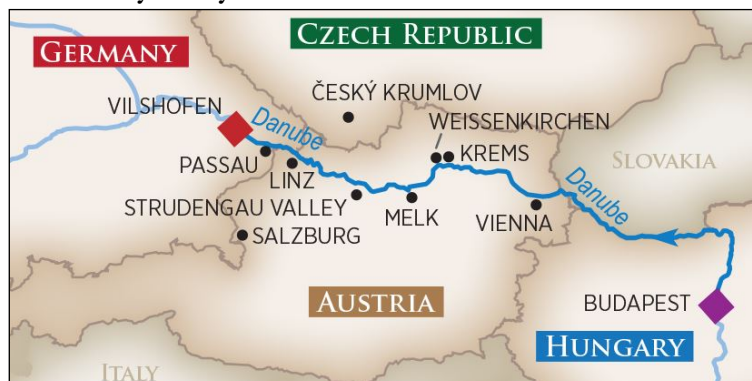 CZECH REPUBLIC
GERMANY
ČESKÝ KRUMLOV
VILSHOFEN
Danube
WEISSENKIRCHEN
KREMS
SLOVAKIA
PASSAU
LINZ
Danube
STRUDENGAU VALLEY
MELK
VIENNA
SALZBURG
AUSTRIA
BUDAPEST
HUNGARY
ITALY